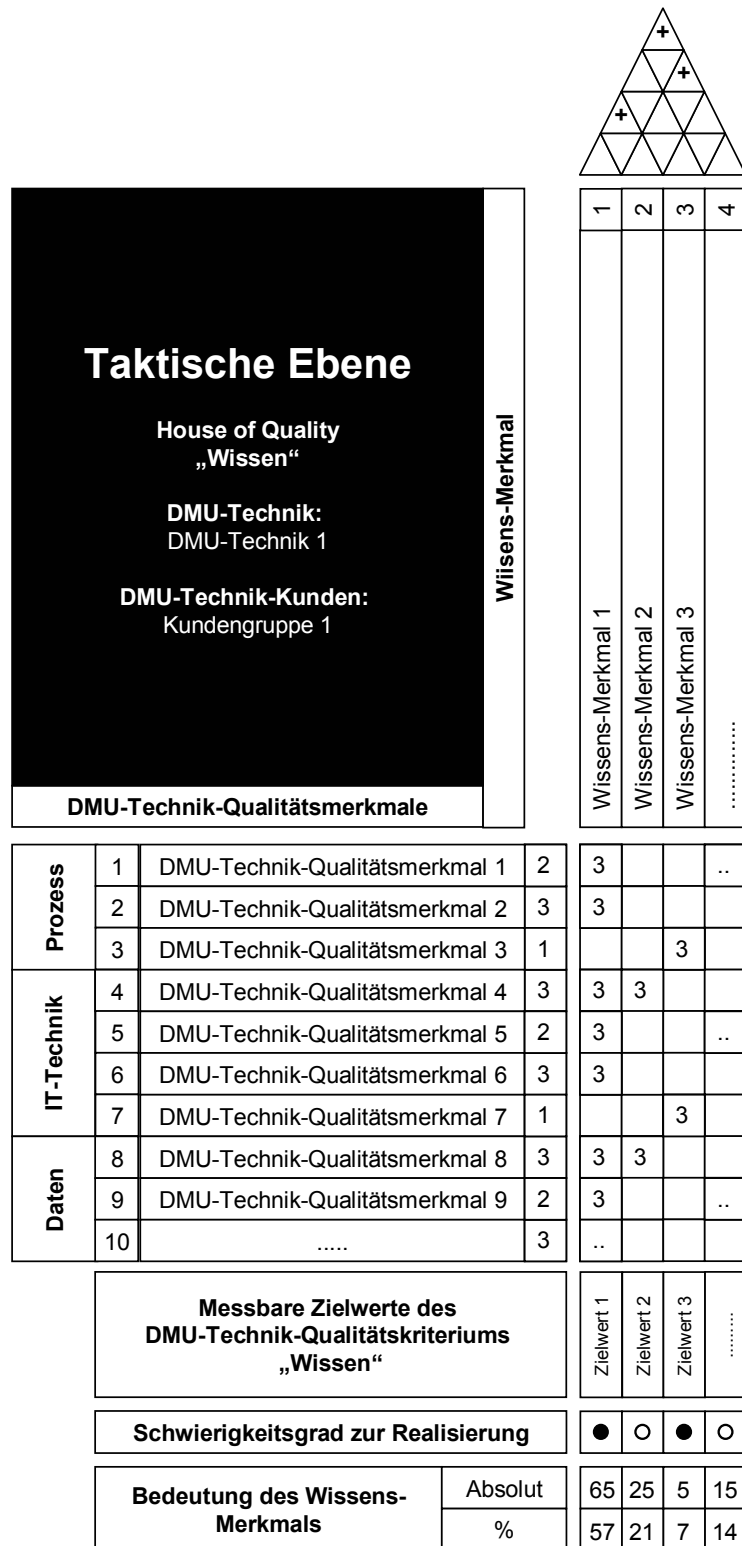 +
+
+
1 2 3 4
Taktische Ebene
House of Quality
„Wissen“
DMU-Technik:
DMU-Technik 1
DMU-Technik-Kunden:
Kundengruppe 1
Wiisens-Merkmal
Wissens-Merkmal 1
Wissens-Merkmal 2
Wissens-Merkmal 3
..............
DMU-Technik-Qualitätsmerkmale
Prozess
1 DMU-Technik-Qualitätsmerkmal 1 2 3 ..
2 DMU-Technik-Qualitätsmerkmal 2 3 3
3 DMU-Technik-Qualitätsmerkmal 3 1 3
IT-Technik
4 DMU-Technik-Qualitätsmerkmal 4 3 3 3
5 DMU-Technik-Qualitätsmerkmal 5 2 3 ..
6 DMU-Technik-Qualitätsmerkmal 6 3 3
7 DMU-Technik-Qualitätsmerkmal 7 1 3
Daten
8 DMU-Technik-Qualitätsmerkmal 8 3 3 3
9 DMU-Technik-Qualitätsmerkmal 9 2 3 ..
10 ..... 3 ..
Messbare Zielwerte des
DMU-Technik-Qualitätskriteriums
„Wissen“
Zielwert 1
Zielwert 2
Zielwert 3
.........
Schwierigkeitsgrad zur Realisierung
Bedeutung des Wissens-
Merkmals
Absolut 65 25 5 15
% 57 21 7 14